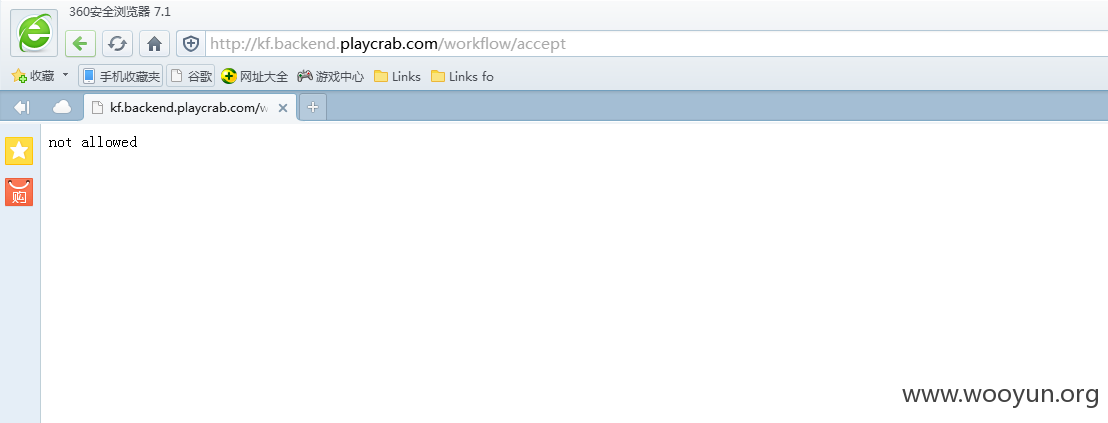 360安全浏览器 7.1
http://kf.backend.playcrab.com/workflow/accept
收藏 手机收藏夹 谷歌 网址大全 游戏中心 Links Links fo
kf.backend.playcrab.com/w
not allowed
购
www.wooyun.org